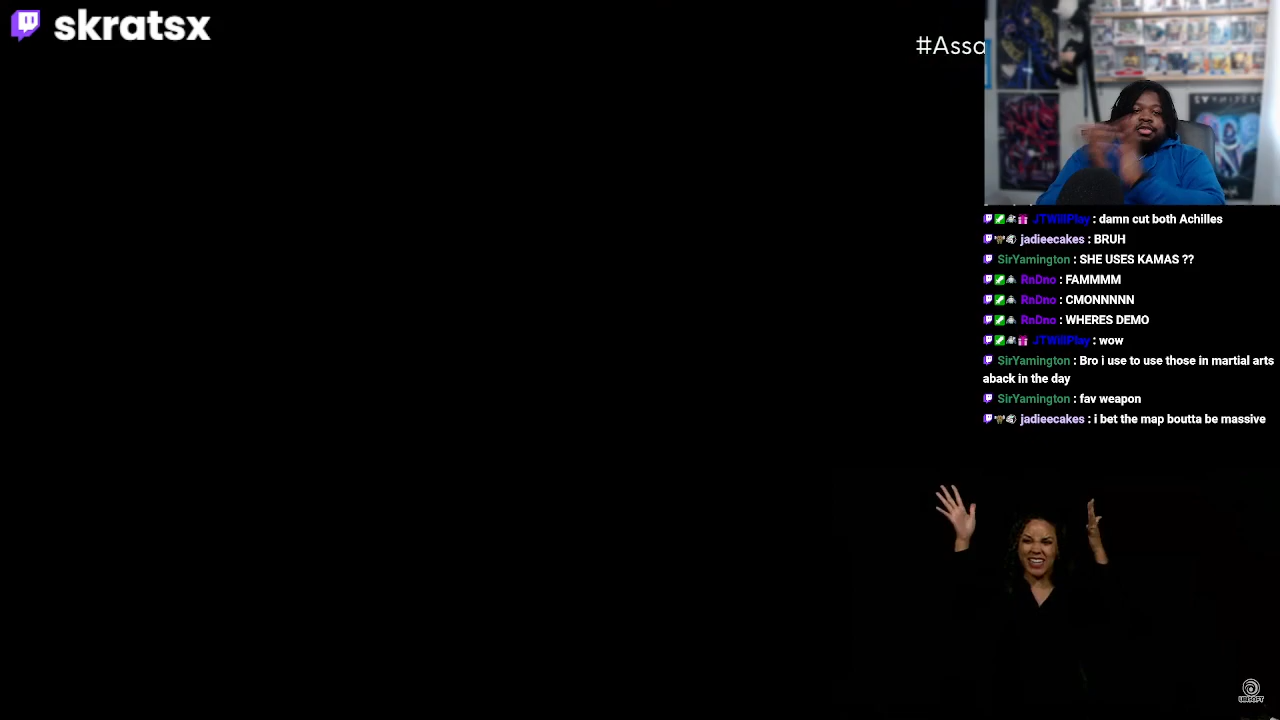 skratsx
#Assa
JTWillPlay : damn cut both Achilles
jadieecakes : BRUH
SirYamington : SHE USES KAMAS ??
RnDno : FAMMMM
RnDno : CMONNNNN
RnDno : WHERES DEMO
JTWillPlay : wow
SirYamington : Bro i use to use those in martial arts
aback in the day
SirYamington : fav weapon
jadieecakes : i bet the map boutta be massive
UBISOFT